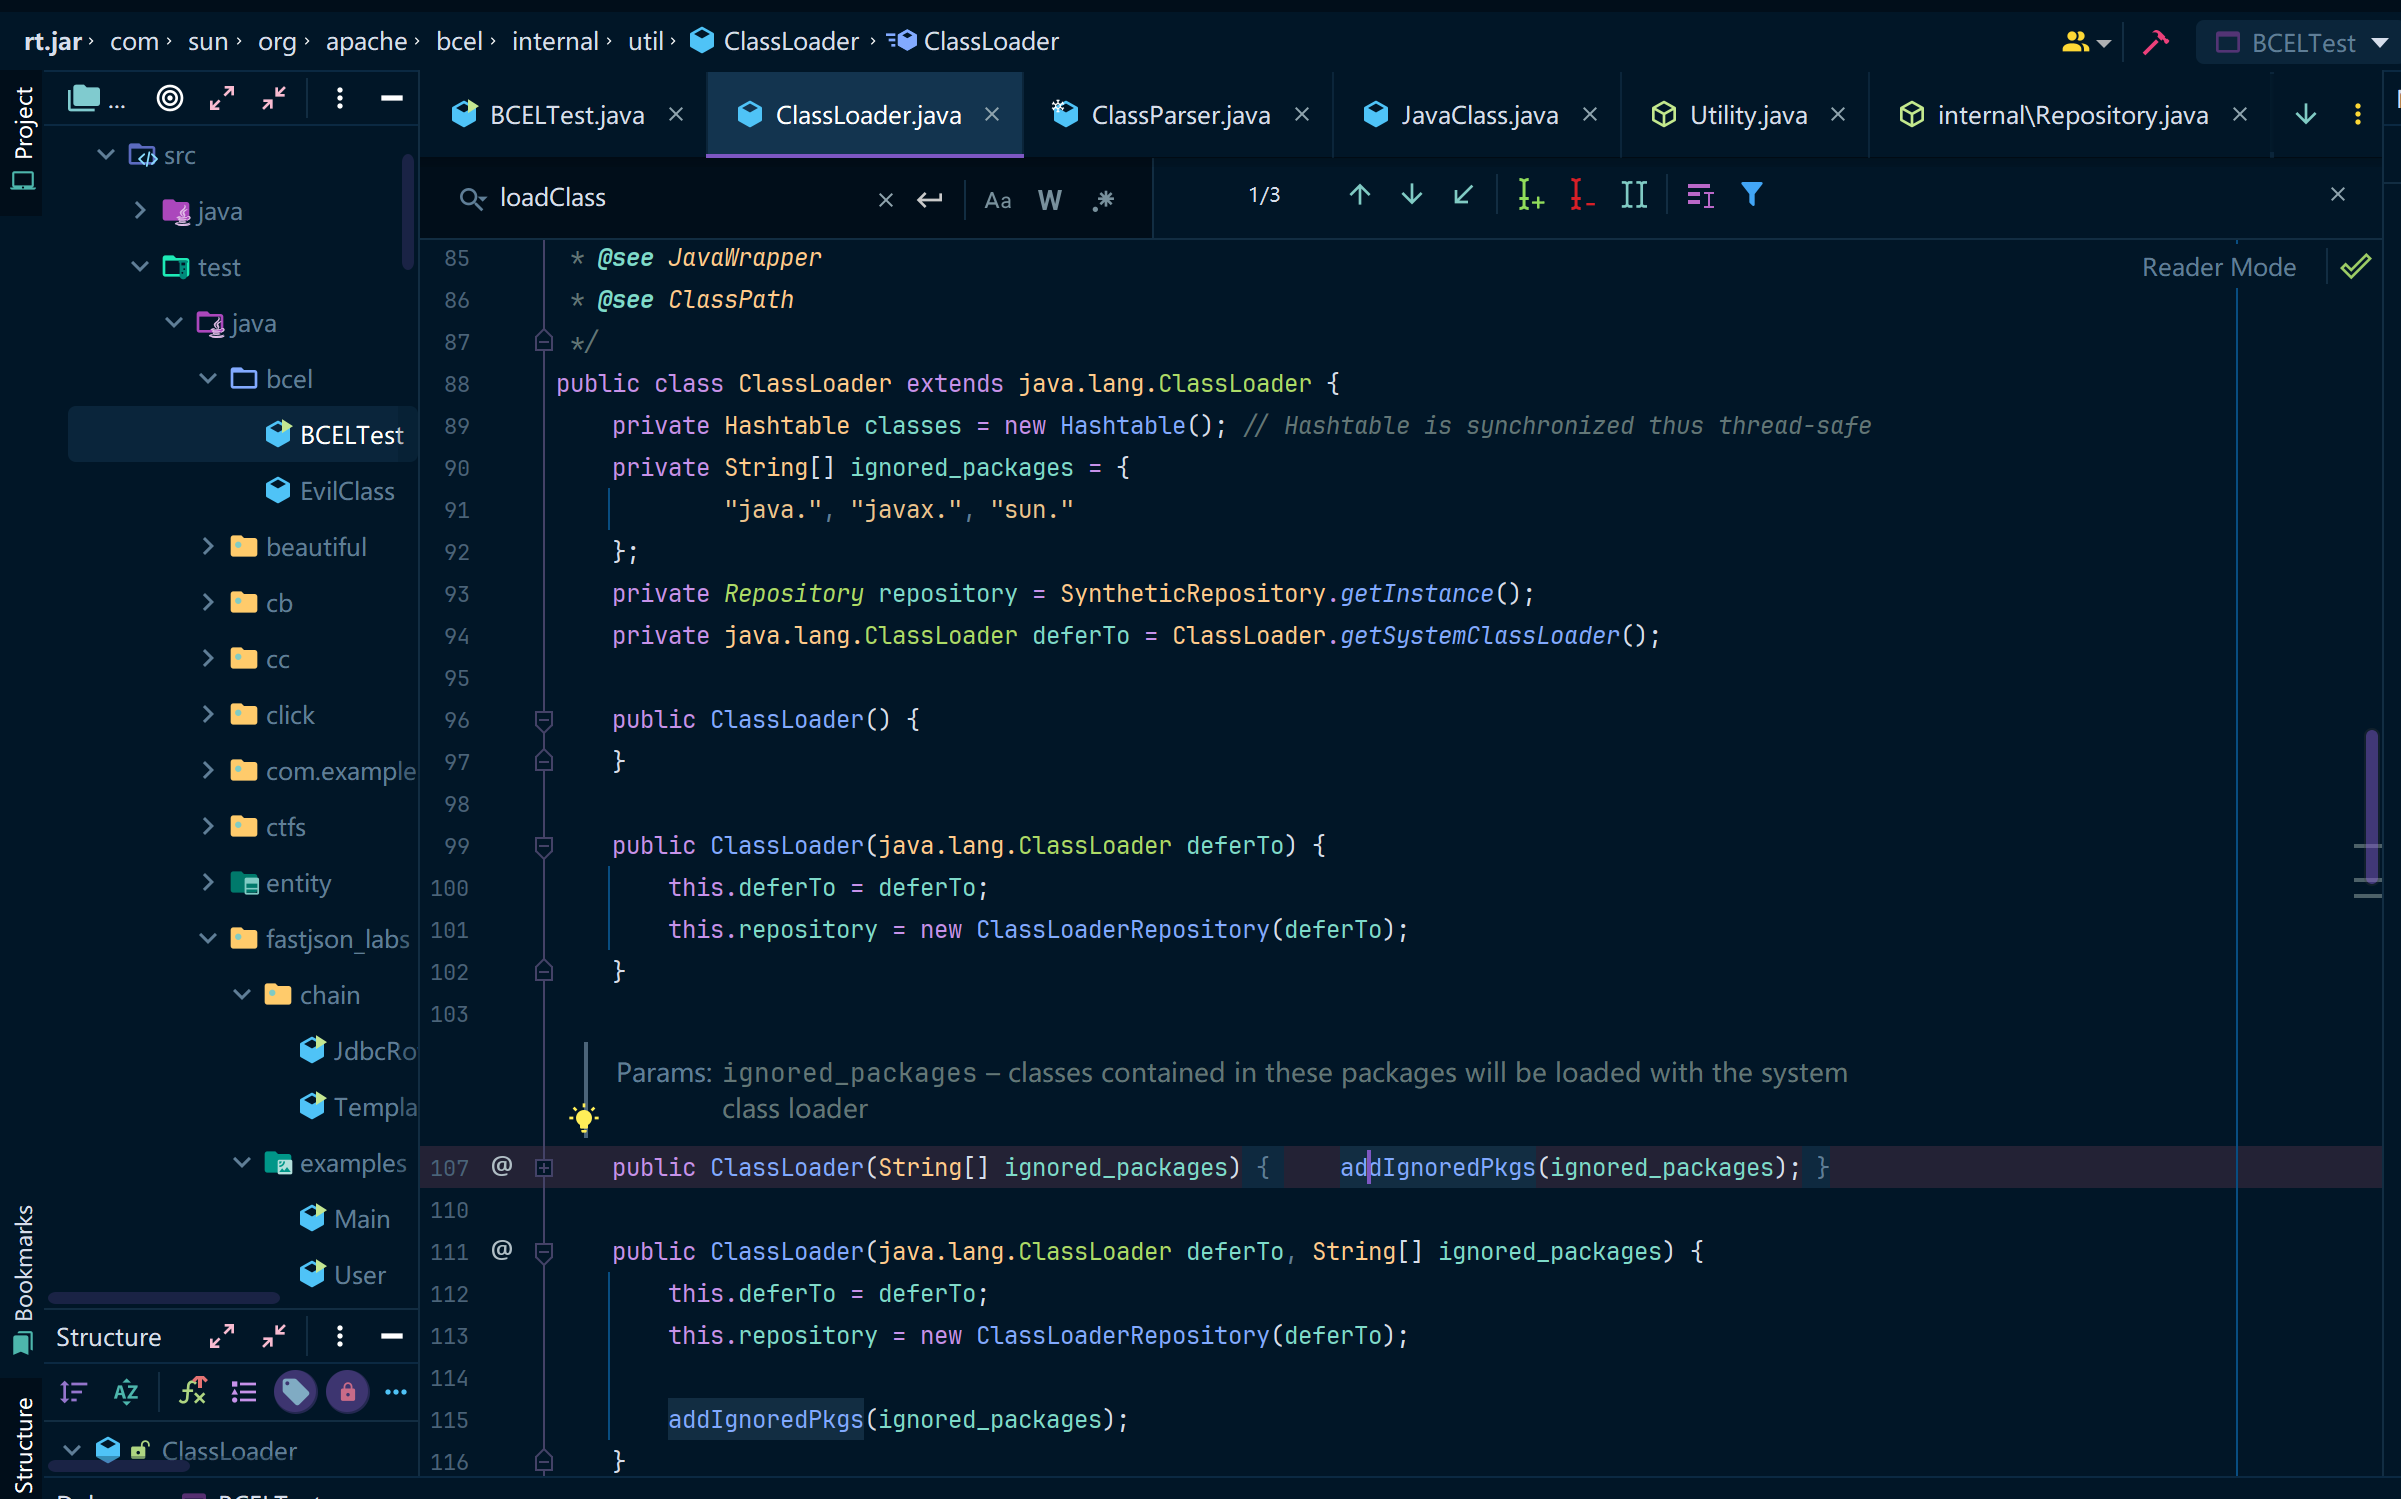 rt.jar › com › sun › org › apache › bcel › internal › util › ClassLoader › ClassLoader
BCELTest
Project
...
BCELTest.java
ClassLoader.java
ClassParser.java
JavaClass.java
Utility.java
internal\Repository.java
loadClass
Aa W .*
1/3
Reader Mode
src
java
test
java
bcel
BCELTest
EvilClass
beautiful
cb
cc
click
com.example
ctfs
entity
fastjson_labs
chain
JdbcRo
Templa
examples
Main
User
85 * @see JavaWrapper
86 * @see ClassPath
87 */
88 public class ClassLoader extends java.lang.ClassLoader {
89 private Hashtable classes = new Hashtable(); // Hashtable is synchronized thus thread-safe
90 private String[] ignored_packages = {
91 "java.", "javax.", "sun."
92 };
93 private Repository repository = SyntheticRepository.getInstance();
94 private java.lang.ClassLoader deferTo = ClassLoader.getSystemClassLoader();
95
96 public ClassLoader() {
97 }
98
99 public ClassLoader(java.lang.ClassLoader deferTo) {
100 this.deferTo = deferTo;
101 this.repository = new ClassLoaderRepository(deferTo);
102 }
103
Params: ignored_packages – classes contained in these packages will be loaded with the system
class loader
107 @ public ClassLoader(String[] ignored_packages) { addIgnoredPkgs(ignored_packages); }
110
111 @ public ClassLoader(java.lang.ClassLoader deferTo, String[] ignored_packages) {
112 this.deferTo = deferTo;
113 this.repository = new ClassLoaderRepository(deferTo);
114
115 addIgnoredPkgs(ignored_packages);
116 }
Bookmarks
Structure
Structure
AZ
ClassLoader
BCELTest